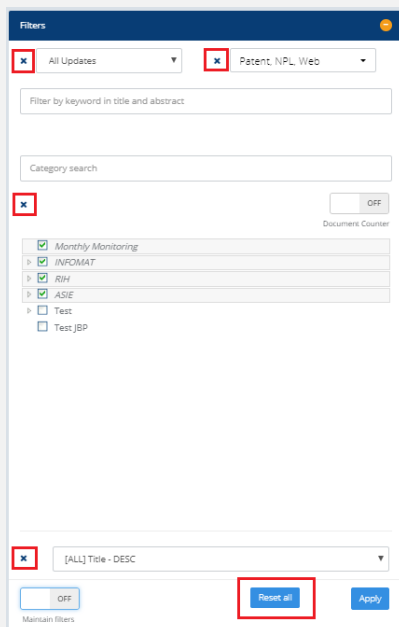 Filters
All Updates
Patent, NPL, Web
Filter by keyword in title and abstract
Category search
OFF
Document Counter
Monthly Monitoring
INFOMAT
RIH
ASIE
Test
Test JBP
[ALL] Title - DESC
OFF
Reset all
Apply
Maintain filters